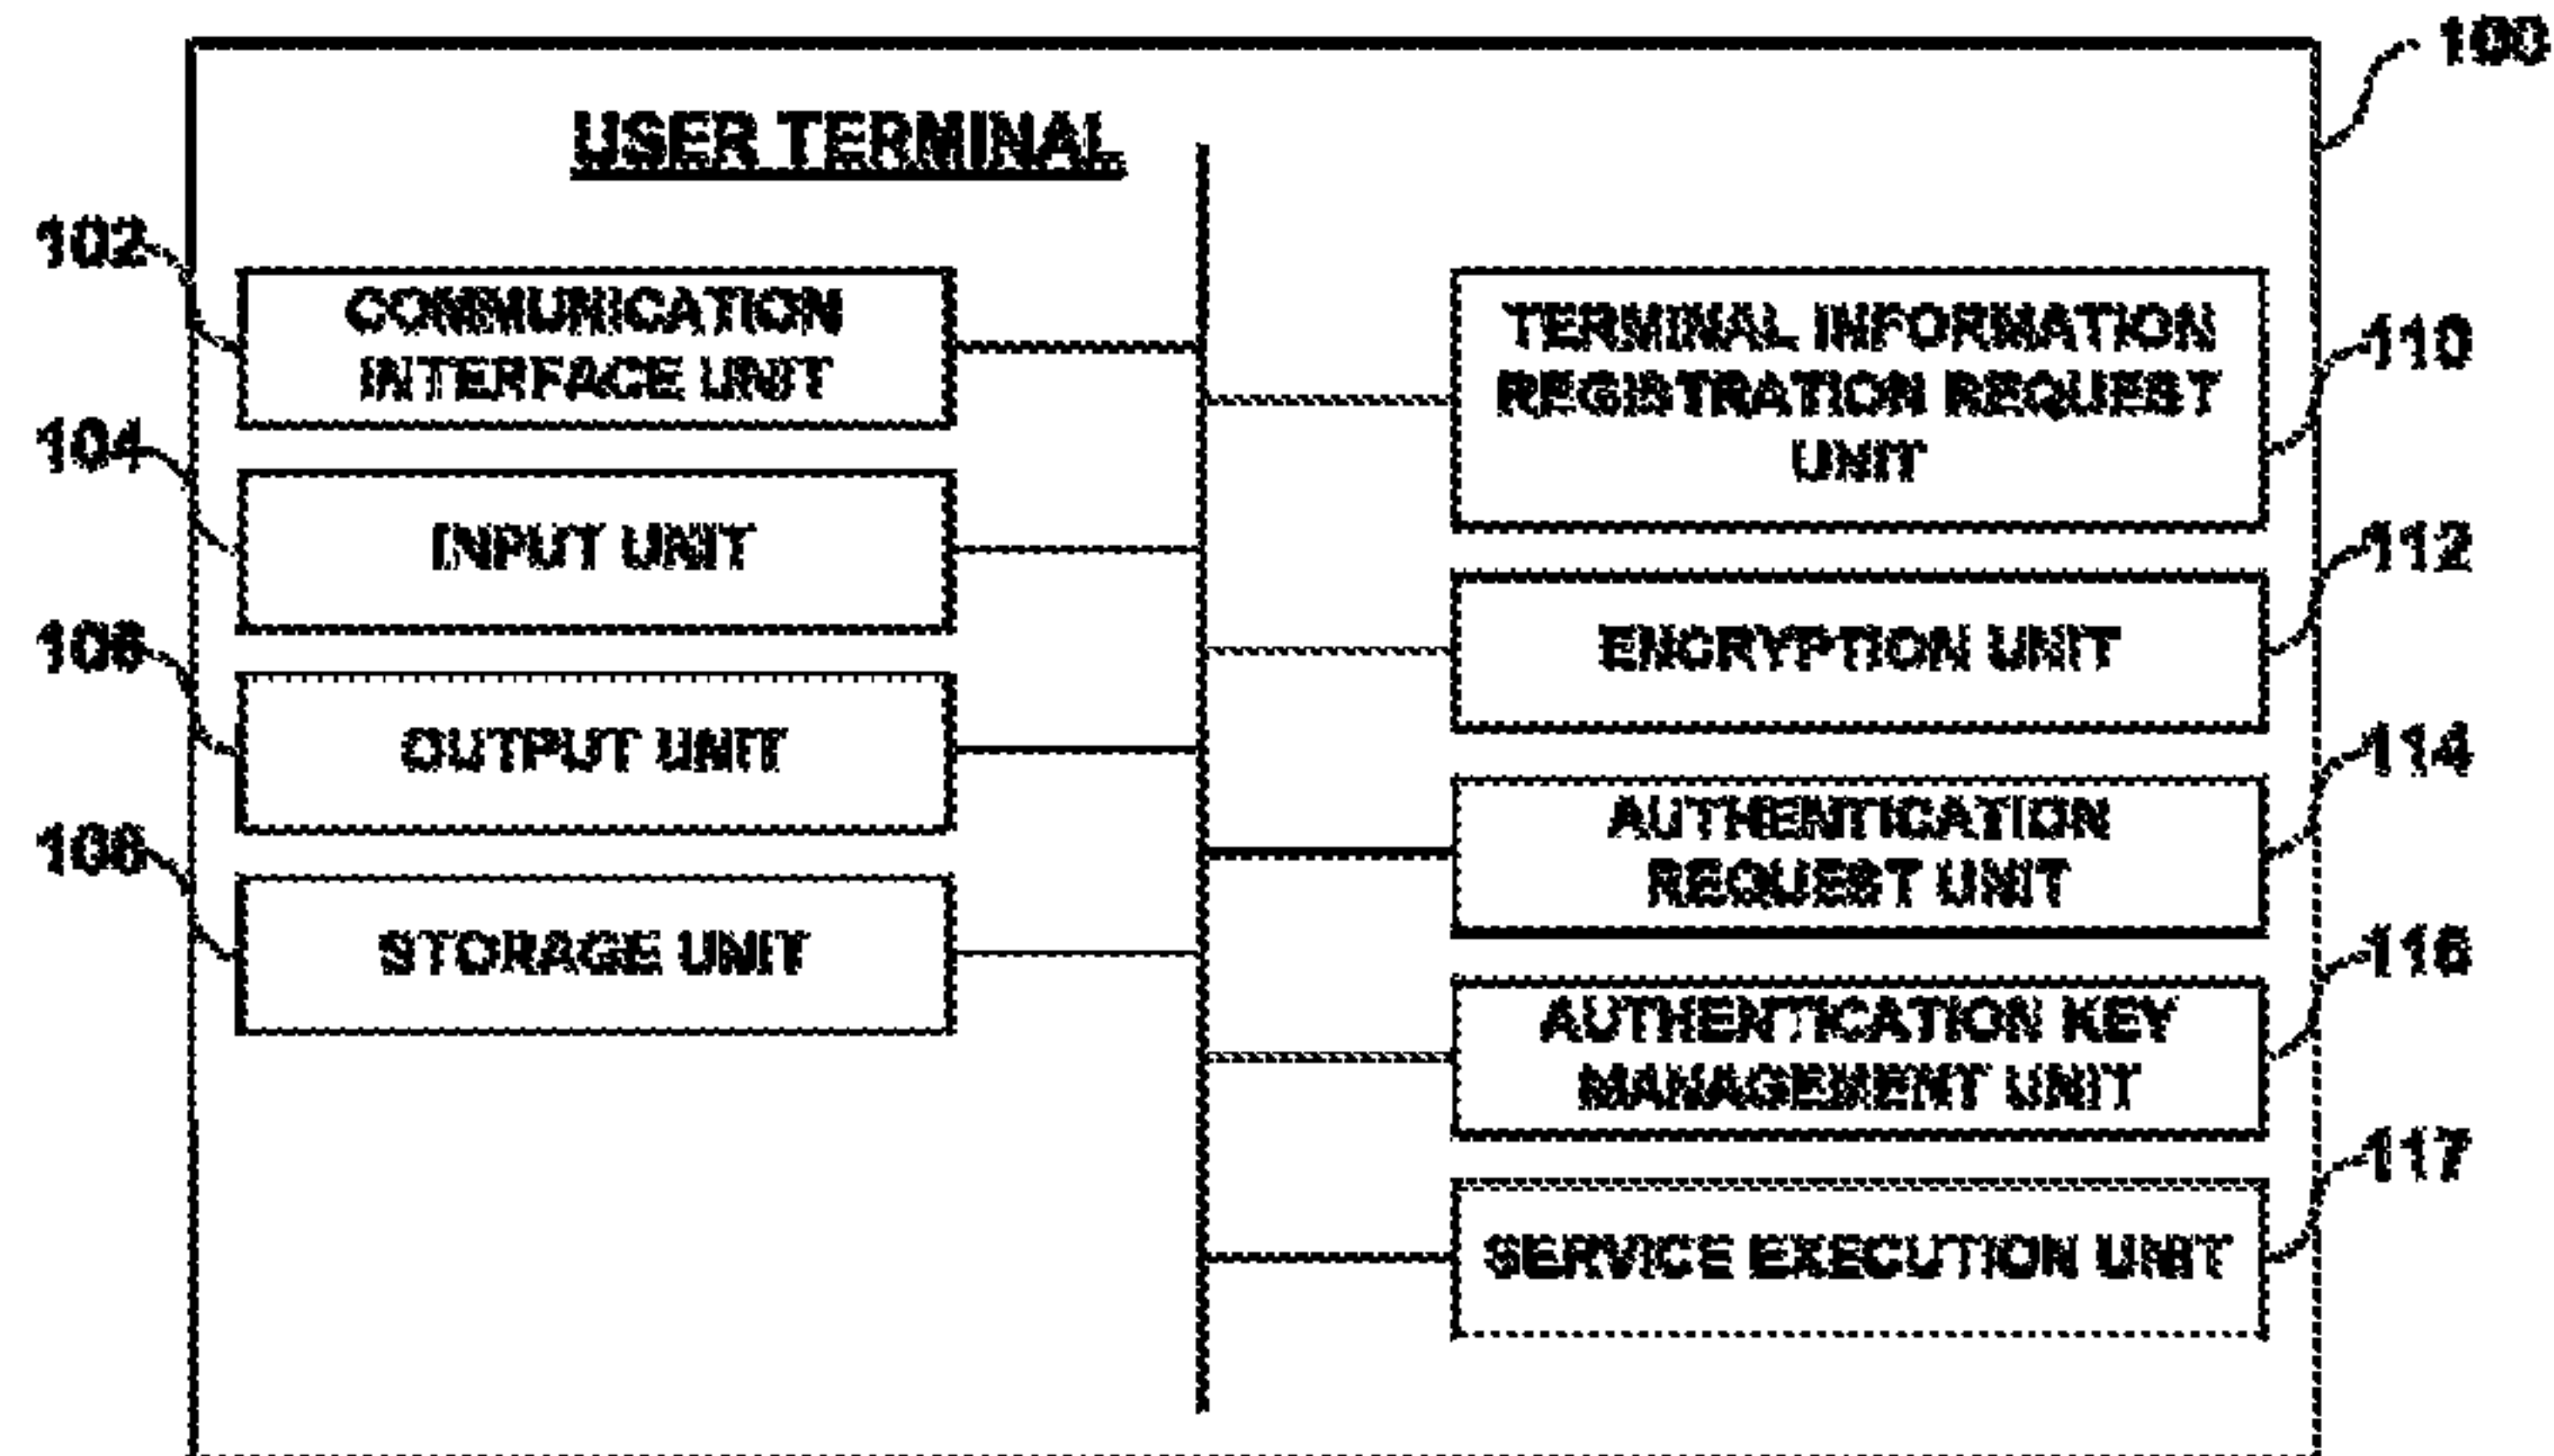 100
USER TERMINAL
102
COMMUNICATION
INTERFACE UNIT
104
INPUT UNIT
106
OUTPUT UNIT
108
STORAGE UNIT
TERMINAL INFORMATION
REGISTRATION REQUEST
UNIT
110
ENCRYPTION UNIT
112
AUTHENTICATION
REQUEST UNIT
114
AUTHENTICATION KEY
MANAGEMENT UNIT
116
SERVICE EXECUTION UNIT
117